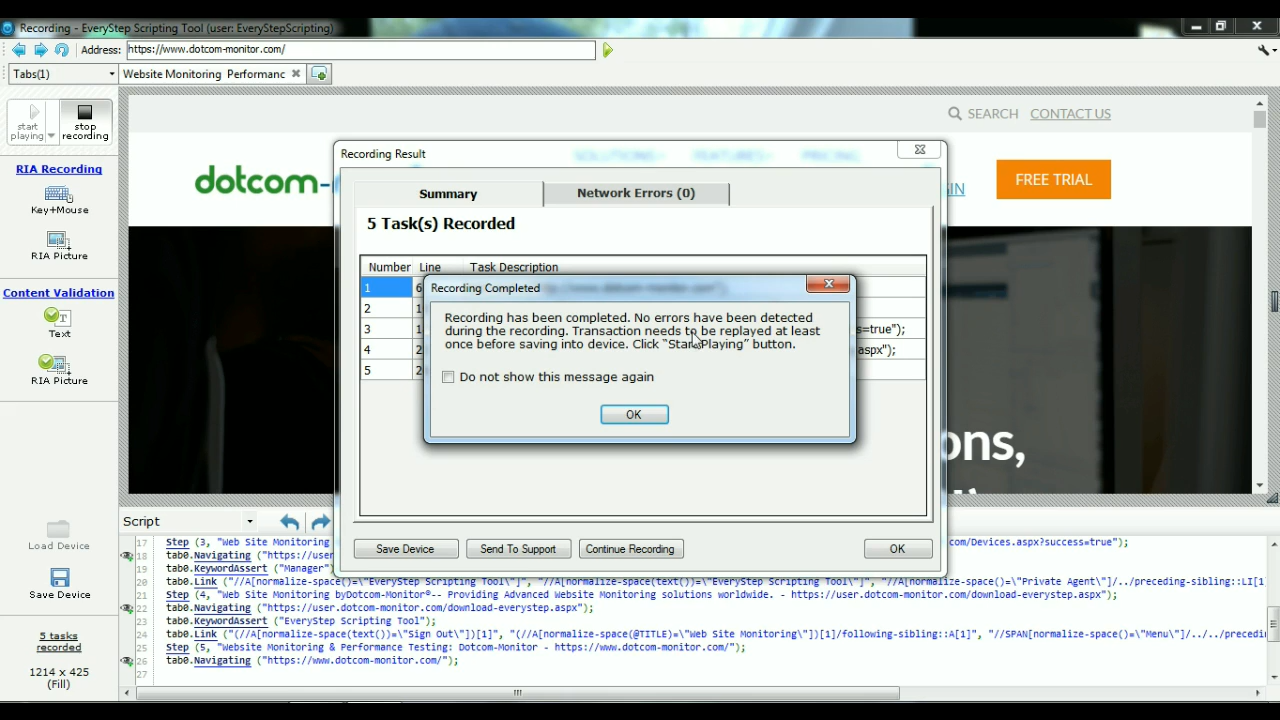 Recording - EveryStep Scripting Tool (user: EveryStepScripting)
Address: https://www.dotcom-monitor.com/
Tabs(1)
Website Monitoring Performanc
start playing
stop recording
RIA Recording
Key+Mouse
RIA Picture
Content Validation
Text
RIA Picture
Load Device
Save Device
5 tasks
recorded
1214 x 425
(Fill)
SEARCH CONTACT US
dotcom-
SOLUTIONS FEATURES PRICING
IN
FREE TRIAL
ons,
Recording Result
Summary
Network Errors (0)
5 Task(s) Recorded
Number Line Task Description
1 6
2 1
3 1 s=true");
4 2 aspx");
5 2
Recording Completed
Recording has been completed. No errors have been detected
during the recording. Transaction needs to be replayed at least
once before saving into device. Click “Start Playing” button.
Do not show this message again
OK
Save Device
Send To Support
Continue Recording
OK
Script
17 Step (3, "Web Site Monitoring com/Devices.aspx?success=true");
18 tab0.Navigating ("https://user
19 tab0.KeywordAssert ("Manager")
20 tab0.Link ("//A[normalize-space()=\"EveryStep Scripting Tool\"]", "//A[normalize-space(text())=\"EveryStep Scripting Tool\"]", "//A[normalize-space()=\"Private Agent\"]/../preceding-sibling::LI[1
21 Step (4, "Web Site Monitoring byDotcom-Monitor®-- Providing Advanced Website Monitoring solutions worldwide. - https://user.dotcom-monitor.com/download-everystep.aspx");
22 tab0.Navigating ("https://user.dotcom-monitor.com/download-everystep.aspx");
23 tab0.KeywordAssert ("EveryStep Scripting Tool");
24 tab0.Link ("(//A[normalize-space(text())=\"Sign Out\"])[1]", "(//A[normalize-space(@TITLE)=\"Web Site Monitoring\"])[1]/following-sibling::A[1]", "//SPAN[normalize-space()=\"Menu\"]/../../precedin
25 Step (5, "Website Monitoring & Performance Testing: Dotcom-Monitor - https://www.dotcom-monitor.com/");
26 tab0.Navigating ("https://www.dotcom-monitor.com/");
27